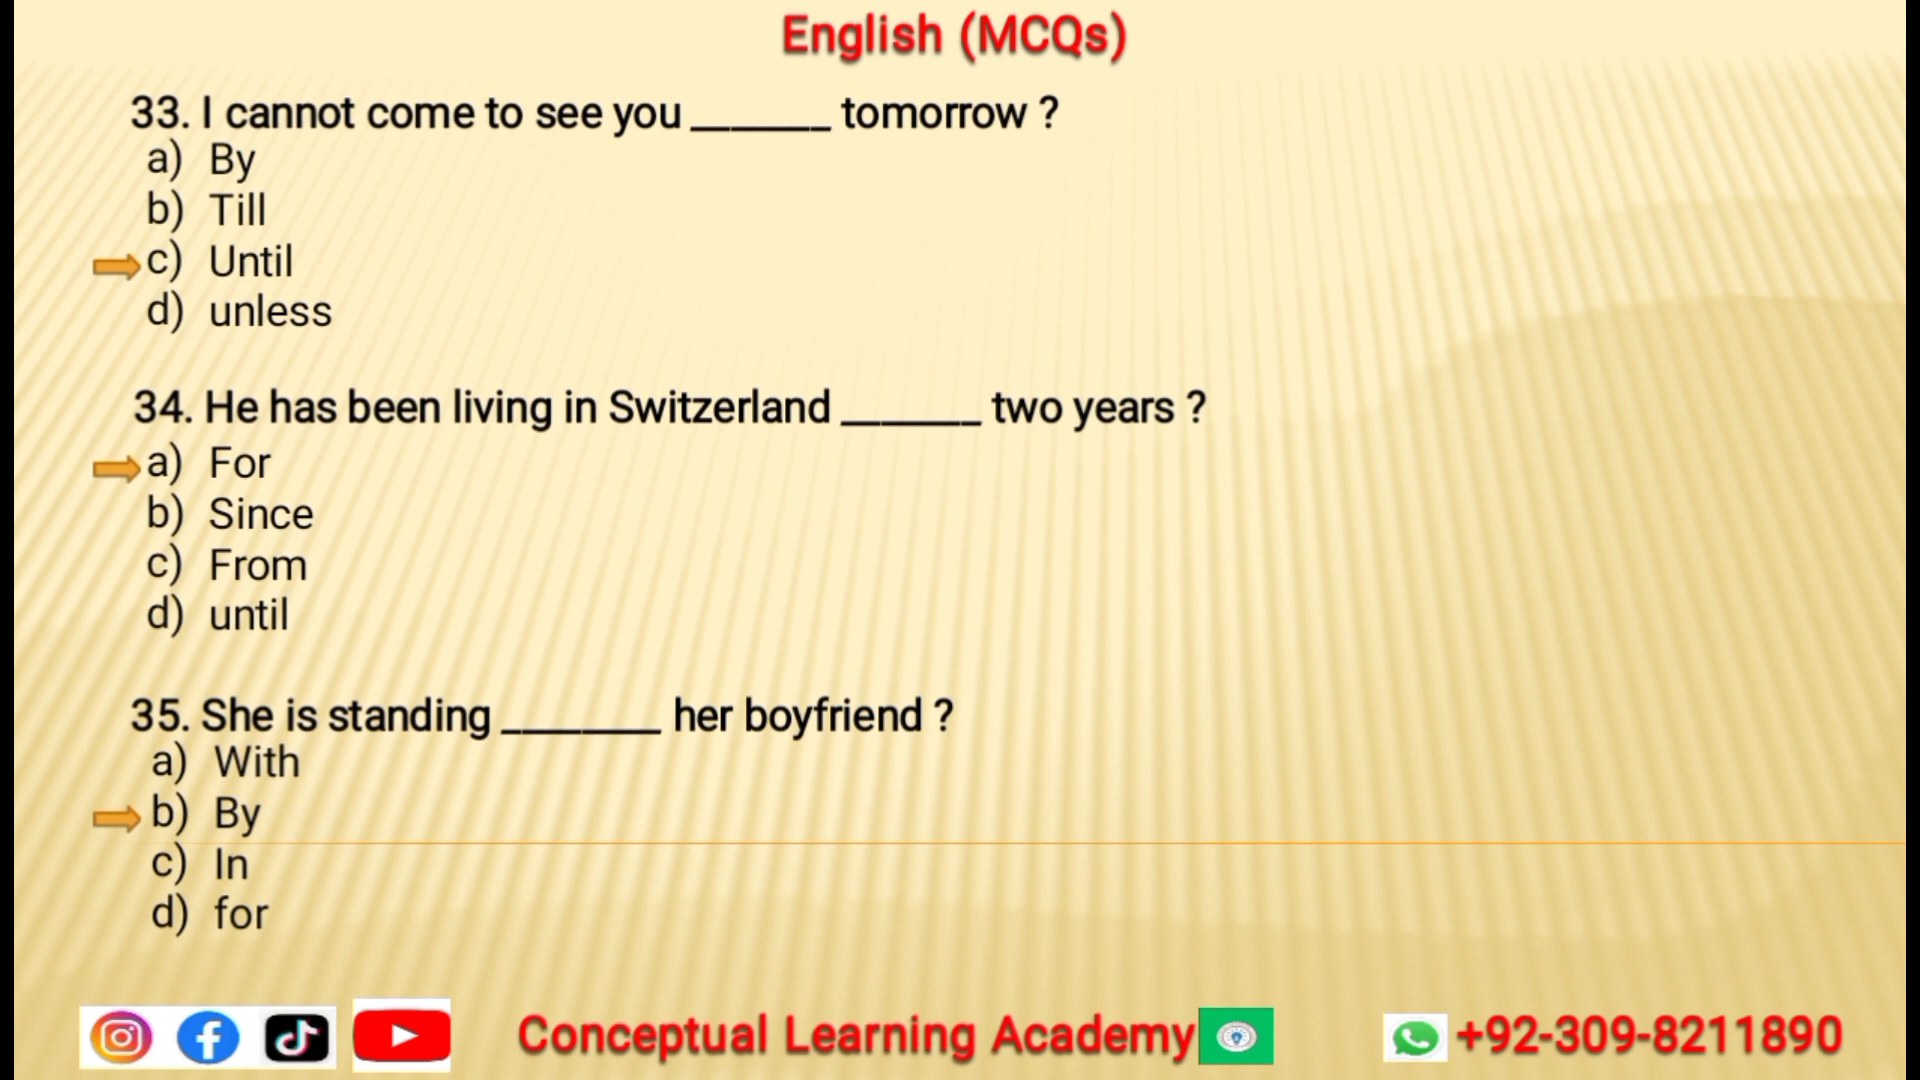 English (MCQs)
33. I cannot come to see you _______ tomorrow ?
a) By
b) Till
c) Until
d) unless
34. He has been living in Switzerland _______ two years ?
a) For
b) Since
c) From
d) until
35. She is standing ________ her boyfriend ?
a) With
b) By
c) In
d) for
Conceptual Learning Academy +92-309-8211890